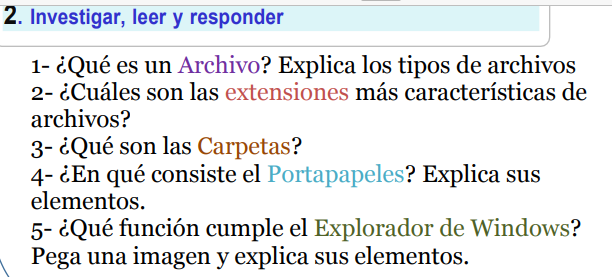 2. Investigar, leer y responder
1- ¿Qué es un Archivo? Explica los tipos de archivos
2- ¿Cuáles son las extensiones más características de
archivos?
3- ¿Qué son las Carpetas?
4- ¿En qué consiste el Portapapeles? Explica sus
elementos.
5- ¿Qué función cumple el Explorador de Windows?
Pega una imagen y explica sus elementos.